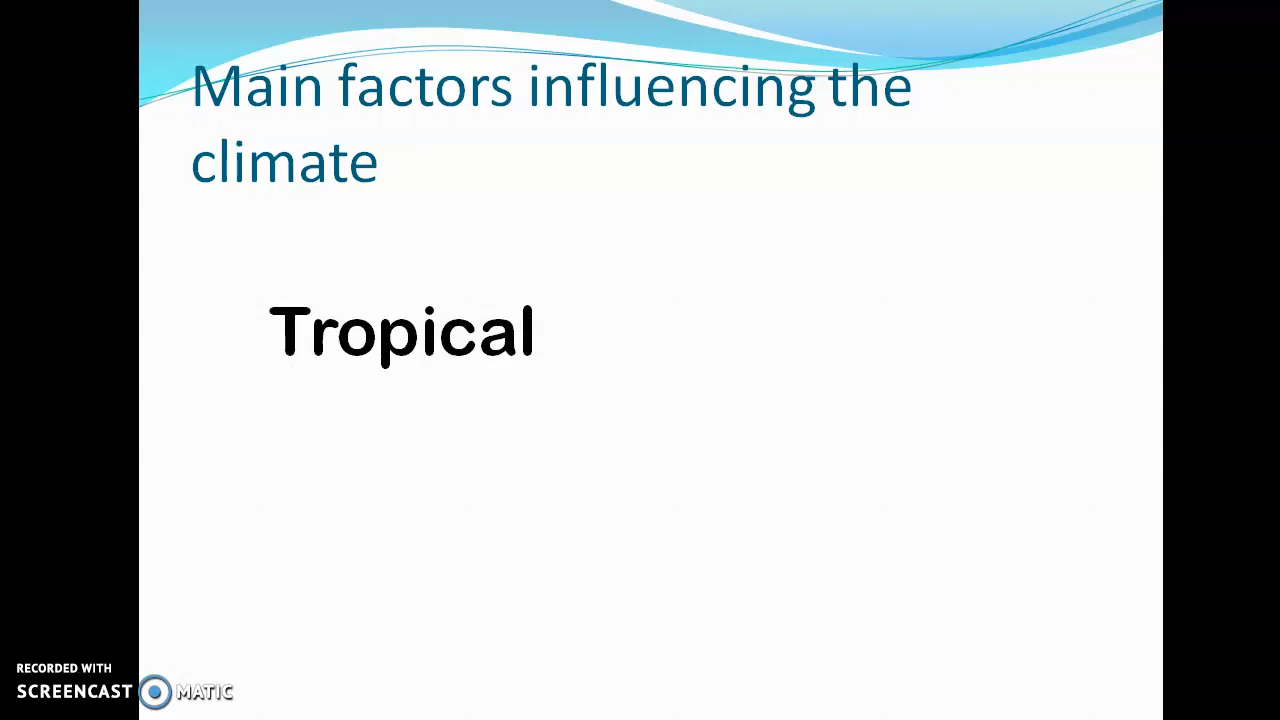 Main factors influencing the
climate
Tropical
RECORDED WITH
SCREENCAST MATIC